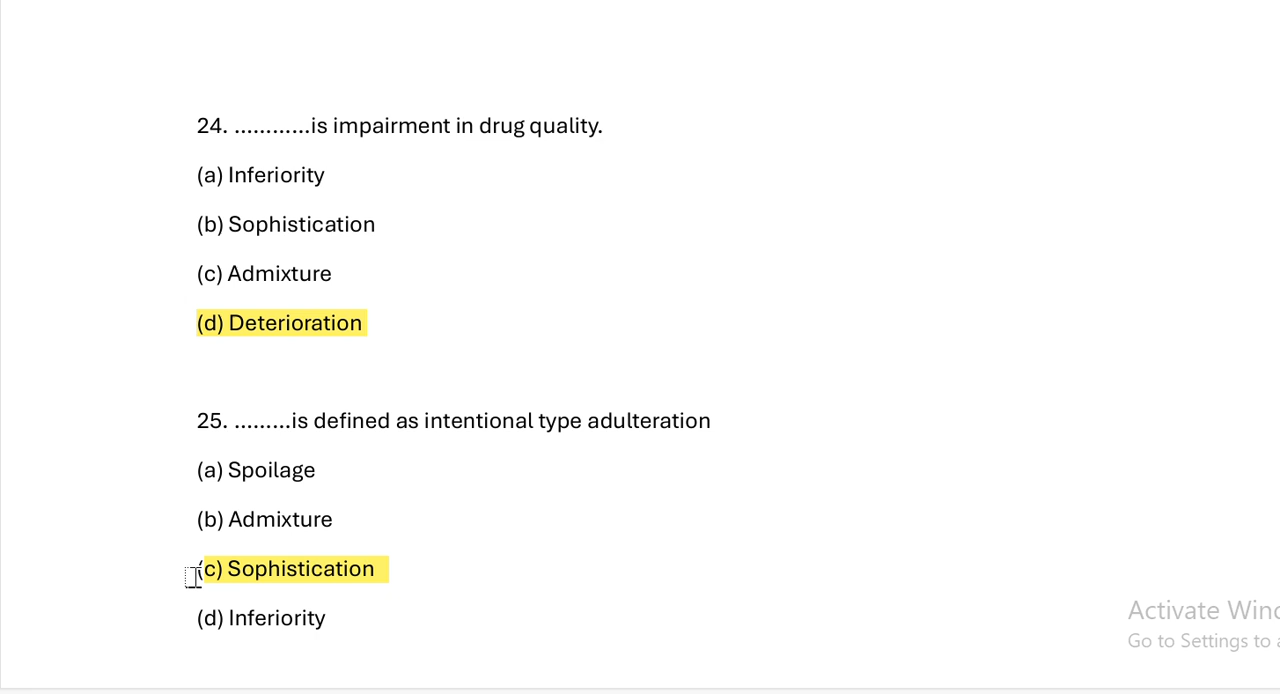 24. ............is impairment in drug quality.
(a) Inferiority
(b) Sophistication
(c) Admixture
(d) Deterioration
25. .........is defined as intentional type adulteration
(a) Spoilage
(b) Admixture
(c) Sophistication
(d) Inferiority
Activate
Go to Settings to